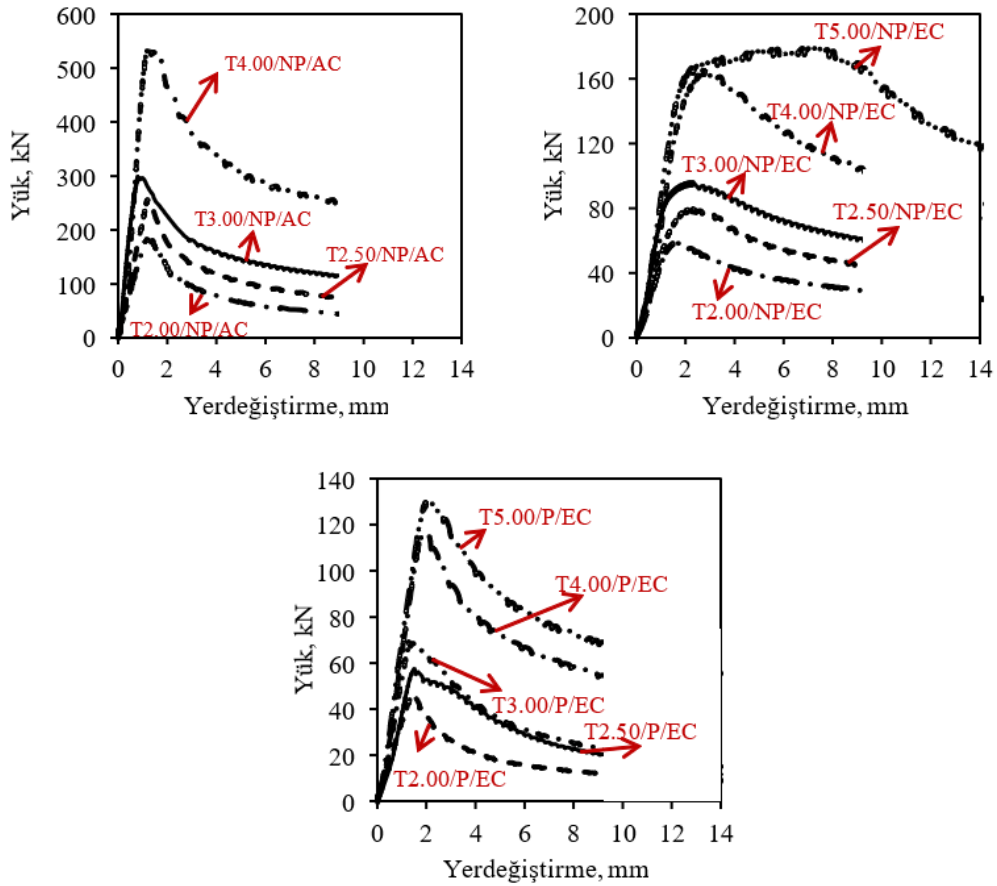 600
500
400
300
200
100
0
Yük, kN
T4.00/NP/AC
T3.00/NP/AC
T2.50/NP/AC
T2.00/NP/AC
0 2 4 6 8 10 12 14
Yerdeğiştirme, mm
200
160
120
80
40
0
Yük, kN
T5.00/NP/EC
T4.00/NP/EC
T3.00/NP/EC
T2.50/NP/EC
T2.00/NP/EC
0 2 4 6 8 10 12 14
Yerdeğiştirme, mm
140
120
100
80
60
40
20
0
Yük, kN
T5.00/P/EC
T4.00/P/EC
T3.00/P/EC
T2.50/P/EC
T2.00/P/EC
0 2 4 6 8 10 12 14
Yerdeğiştirme, mm